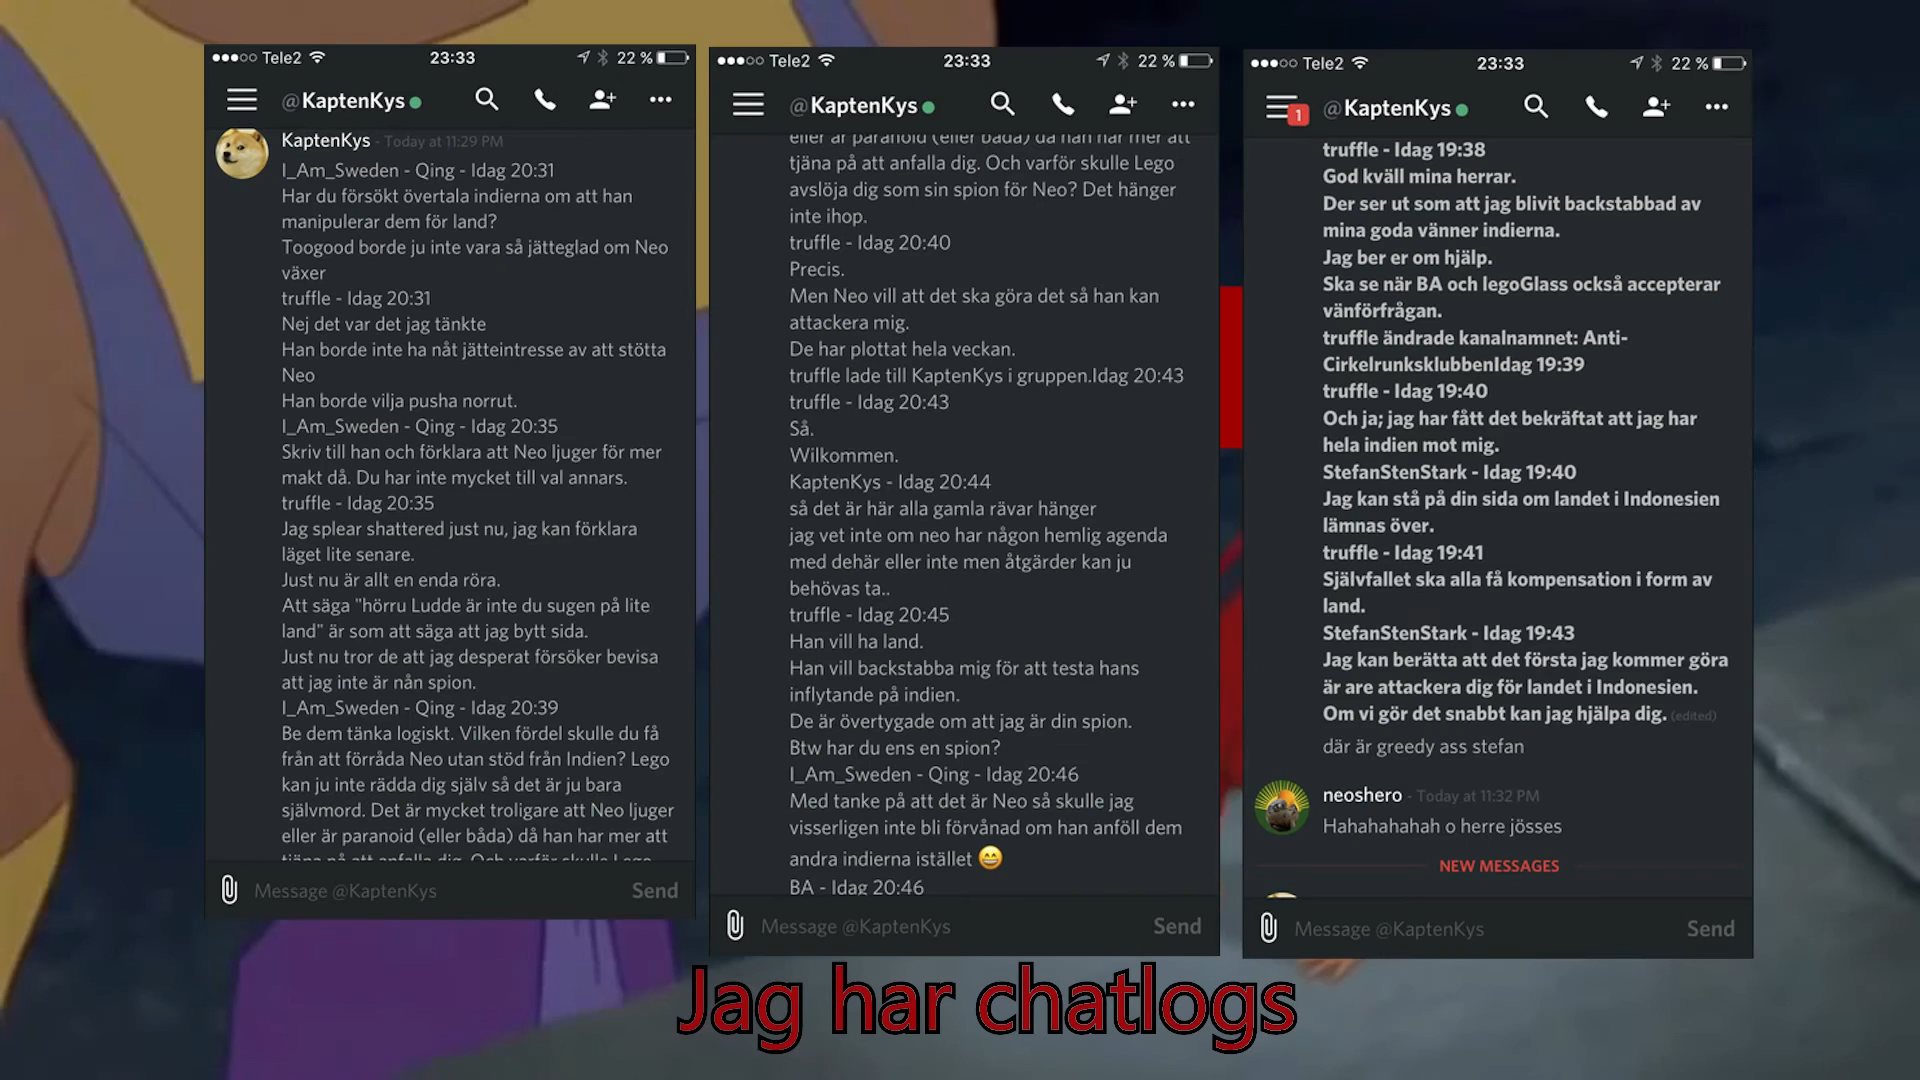 ●●●○○ Tele2 23:33 22 %
@KaptenKys
KaptenKys - Today at 11:29 PM
I_Am_Sweden - Qing - Idag 20:31
Har du försökt övertala indierna om att han
manipulerar dem för land?
Toogood borde ju inte vara så jätteglad om Neo
växer
truffle - Idag 20:31
Nej det var det jag tänkte
Han borde inte ha nåt jätteintresse av att stötta
Neo
Han borde vilja pusha norrut.
I_Am_Sweden - Qing - Idag 20:35
Skriv till han och förklara att Neo ljuger för mer
makt då. Du har inte mycket till val annars.
truffle - Idag 20:35
Jag splear shattered just nu, jag kan förklara
läget lite senare.
Just nu är allt en enda röra.
Att säga "hörru Ludde är inte du sugen på lite
land" är som att säga att jag bytt sida.
Just nu tror de att jag desperat försöker bevisa
att jag inte är nån spion.
I_Am_Sweden - Qing - Idag 20:39
Be dem tänka logiskt. Vilken fördel skulle du få
från att förråda Neo utan stöd från Indien? Lego
kan ju inte rädda dig själv så det är ju bara
självmord. Det är mycket troligare att Neo ljuger
eller är paranoid (eller båda) då han har mer att
tjäna på att anfalla dig. Och varför skulle Lego
Message @KaptenKys Send
●●●○○ Tele2 23:33 22 %
@KaptenKys
eller är paranoid (eller båda) då han har mer att
tjäna på att anfalla dig. Och varför skulle Lego
avslöja dig som sin spion för Neo? Det hänger
inte ihop.
truffle - Idag 20:40
Precis.
Men Neo vill att det ska göra det så han kan
attackera mig.
De har plottat hela veckan.
truffle lade till KaptenKys i gruppen.Idag 20:43
truffle - Idag 20:43
Så.
Wilkommen.
KaptenKys - Idag 20:44
så det är här alla gamla rävar hänger
jag vet inte om neo har någon hemlig agenda
med dehär eller inte men åtgärder kan ju
behövas ta..
truffle - Idag 20:45
Han vill ha land.
Han vill backstabba mig för att testa hans
inflytande på indien.
De är övertygade om att jag är din spion.
Btw har du ens en spion?
I_Am_Sweden - Qing - Idag 20:46
Med tanke på att det är Neo så skulle jag
visserligen inte bli förvånad om han anföll dem
andra indierna istället 😄
BA - Idag 20:46
Message @KaptenKys Send
●●●○○ Tele2 23:33 22 %
1 @KaptenKys
truffle - Idag 19:38
God kväll mina herrar.
Der ser ut som att jag blivit backstabbad av
mina goda vänner indierna.
Jag ber er om hjälp.
Ska se när BA och legoGlass också accepterar
vänförfrågan.
truffle ändrade kanalnamnet: Anti-
CirkelrunksklubbenIdag 19:39
truffle - Idag 19:40
Och ja; jag har fått det bekräftat att jag har
hela indien mot mig.
StefanStenStark - Idag 19:40
Jag kan stå på din sida om landet i Indonesien
lämnas över.
truffle - Idag 19:41
Självfallet ska alla få kompensation i form av
land.
StefanStenStark - Idag 19:43
Jag kan berätta att det första jag kommer göra
är are attackera dig för landet i Indonesien.
Om vi gör det snabbt kan jag hjälpa dig. (edited)
där är greedy ass stefan
neoshero - Today at 11:32 PM
Hahahahahah o herre jösses
NEW MESSAGES
Message @KaptenKys Send
Jag har chatlogs